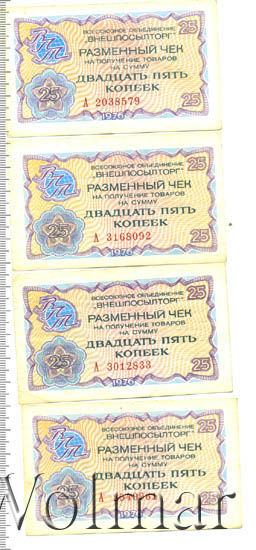 ВСЕСОЮЗНОЕ ОБЪЕДИНЕНИЕ
"ВНЕШПОСЫЛТОРГ"
РАЗМЕННЫЙ ЧЕК
НА ПОЛУЧЕНИЕ ТОВАРОВ
НА СУММУ
ДВАДЦАТЬ ПЯТЬ
КОПЕЕК
25 А 2038579 25
1976
ВСЕСОЮЗНОЕ ОБЪЕДИНЕНИЕ
"ВНЕШПОСЫЛТОРГ"
РАЗМЕННЫЙ ЧЕК
НА ПОЛУЧЕНИЕ ТОВАРОВ
НА СУММУ
ДВАДЦАТЬ ПЯТЬ
КОПЕЕК
25 А 3168092 25
1976
ВСЕСОЮЗНОЕ ОБЪЕДИНЕНИЕ
"ВНЕШПОСЫЛТОРГ" 25
РАЗМЕННЫЙ ЧЕК
НА ПОЛУЧЕНИЕ ТОВАРОВ
НА СУММУ
ДВАДЦАТЬ ПЯТЬ
КОПЕЕК
25 А 3012833 25
1976
ВСЕСОЮЗНОЕ ОБЪЕДИНЕНИЕ
"ВНЕШПОСЫЛТОРГ" 25
РАЗМЕННЫЙ ЧЕК
НА ПОЛУЧЕНИЕ ТОВАРОВ
НА СУММУ
ДВАДЦАТЬ ПЯТЬ
КОПЕЕК
25 А 25
1976
Volmar